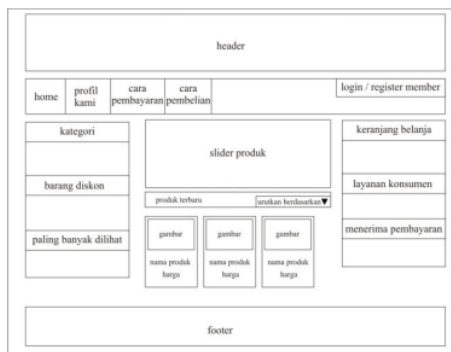 header
home
profil
kami
cara
pembayaran
cara
pembelian
login / register member
kategori
barang diskon
paling banyak dilihat
slider produk
produk terbaru
urutkan berdasarkan▼
gambar
nama produk
harga
gambar
nama produk
harga
gambar
nama produk
harga
keranjang belanja
layanan konsumen
menerima pembayaran
footer